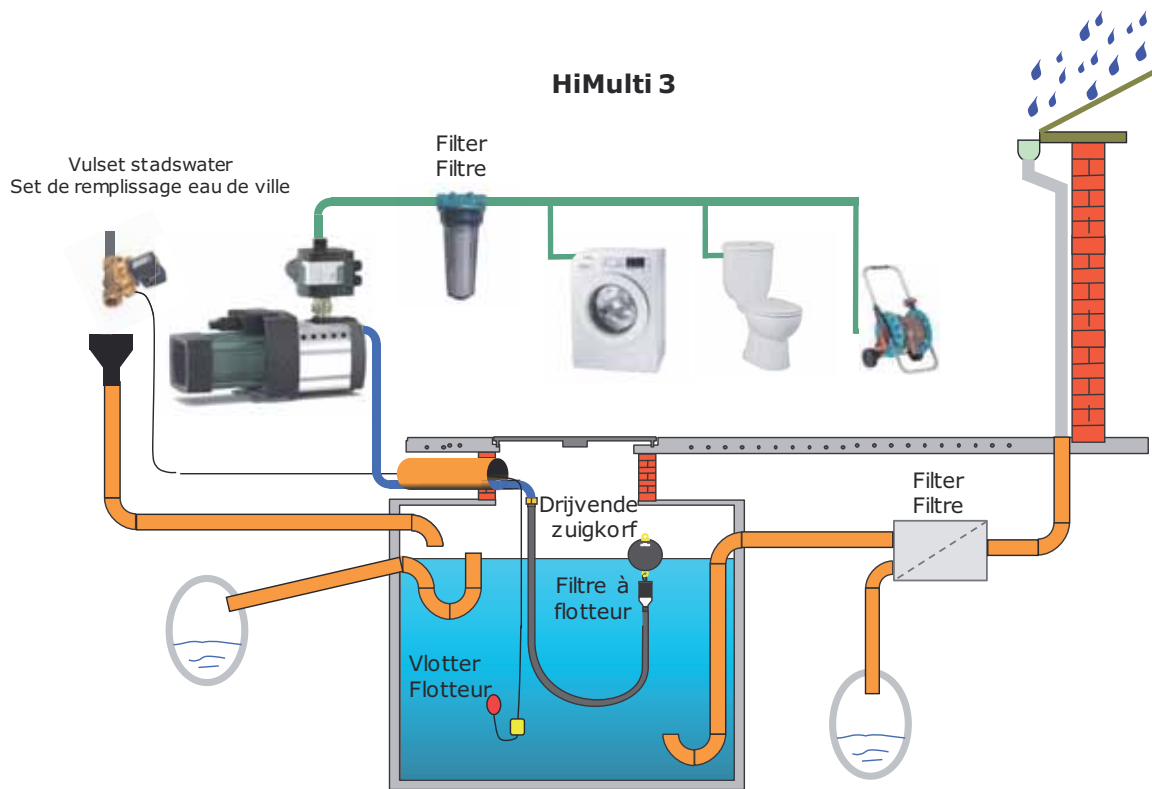 HiMulti 3
Filter
Filtre
Vulset stadswater
Set de remplissage eau de ville
Filter
Filtre
Drijvende
zuigkorf
Filtre à
flotteur
Vlotter
Flotteur